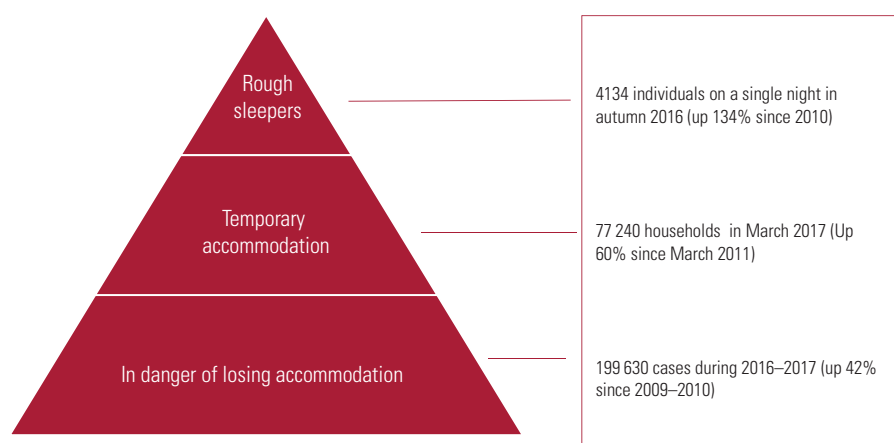 Rough
sleepers
4134 individuals on a single night in
autumn 2016 (up 134% since 2010)
Temporary
accommodation
77 240 households in March 2017 (Up
60% since March 2011)
In danger of losing accommodation
199 630 cases during 2016–2017 (up 42%
since 2009–2010)